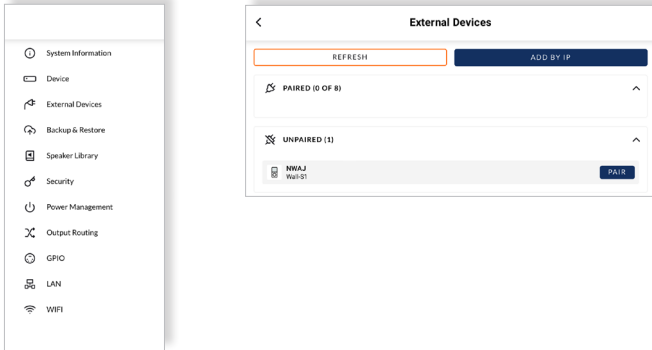 System Information
Device
External Devices
Backup & Restore
Speaker Library
Security
Power Management
Output Routing
GPIO
LAN
WIFI
External Devices
REFRESH
ADD BY IP
PAIRED (0 OF 8)
UNPAIRED (1)
NWAJ
Wall-S1
PAIR